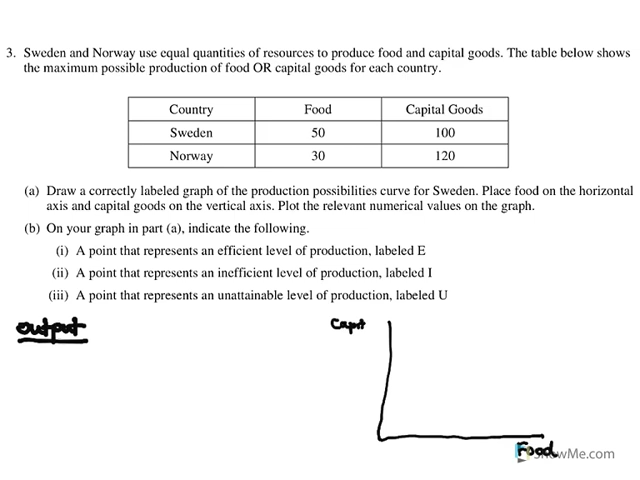 3. Sweden and Norway use equal quantities of resources to produce food and capital goods. The table below shows
the maximum possible production of food OR capital goods for each country.
Country Food Capital Goods
Sweden 50 100
Norway 30 120
(a) Draw a correctly labeled graph of the production possibilities curve for Sweden. Place food on the horizontal
axis and capital goods on the vertical axis. Plot the relevant numerical values on the graph.
(b) On your graph in part (a), indicate the following.
(i) A point that represents an efficient level of production, labeled E
(ii) A point that represents an inefficient level of production, labeled I
(iii) A point that represents an unattainable level of production, labeled U
output
Capit
Food
ShowMe.com